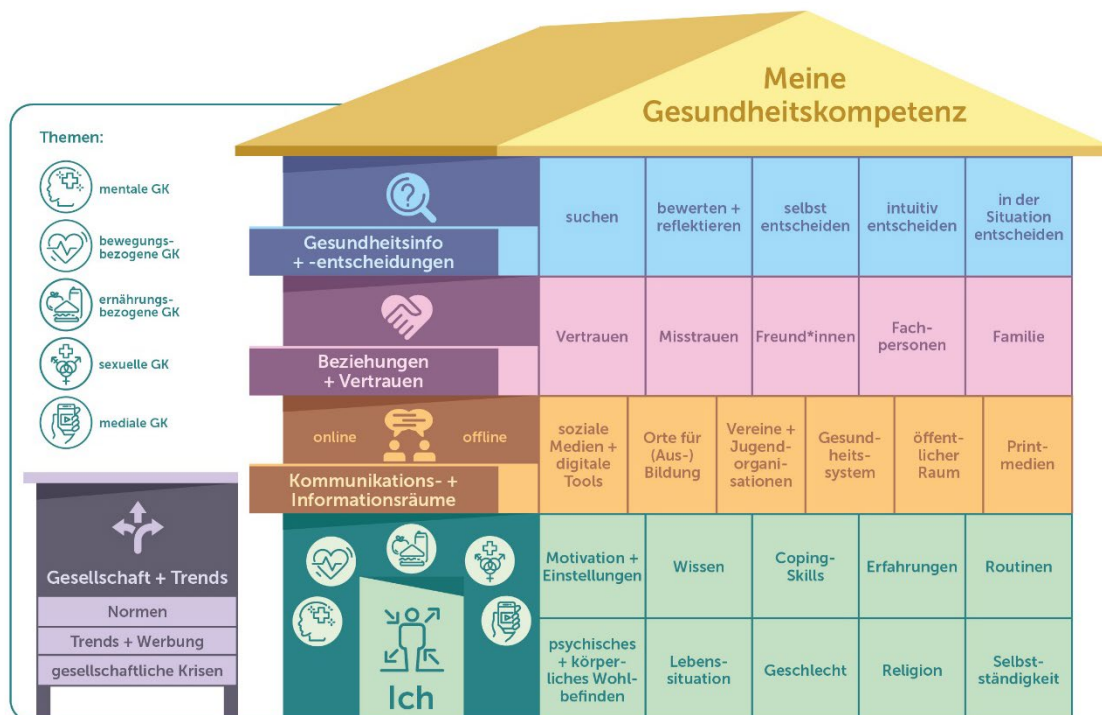 Meine
Gesundheitskompetenz
Themen:
mentale GK
bewegungs-
bezogene GK
ernährungs-
bezogene GK
sexuelle GK
mediale GK
Gesellschaft + Trends
Normen
Trends + Werbung
gesellschaftliche Krisen
Gesundheitsinfo
+ -entscheidungen
suchen
bewerten +
reflektieren
selbst
entscheiden
intuitiv
entscheiden
in der
Situation
entscheiden
Beziehungen
+ Vertrauen
Vertrauen
Misstrauen
Freund*innen
Fach-
personen
Familie
online
offline
Kommunikations- +
Informationsräume
soziale
Medien +
digitale
Tools
Orte für
(Aus-)
Bildung
Vereine +
Jugend-
organi-
sationen
Gesund-
heits-
system
öffent-
licher
Raum
Print-
medien
Ich
Motivation +
Einstellungen
Wissen
Coping-
Skills
Erfahrungen
Routinen
psychisches
+ körper-
liches Wohl-
befinden
Lebens-
situation
Geschlecht
Religion
Selbst-
ständigkeit